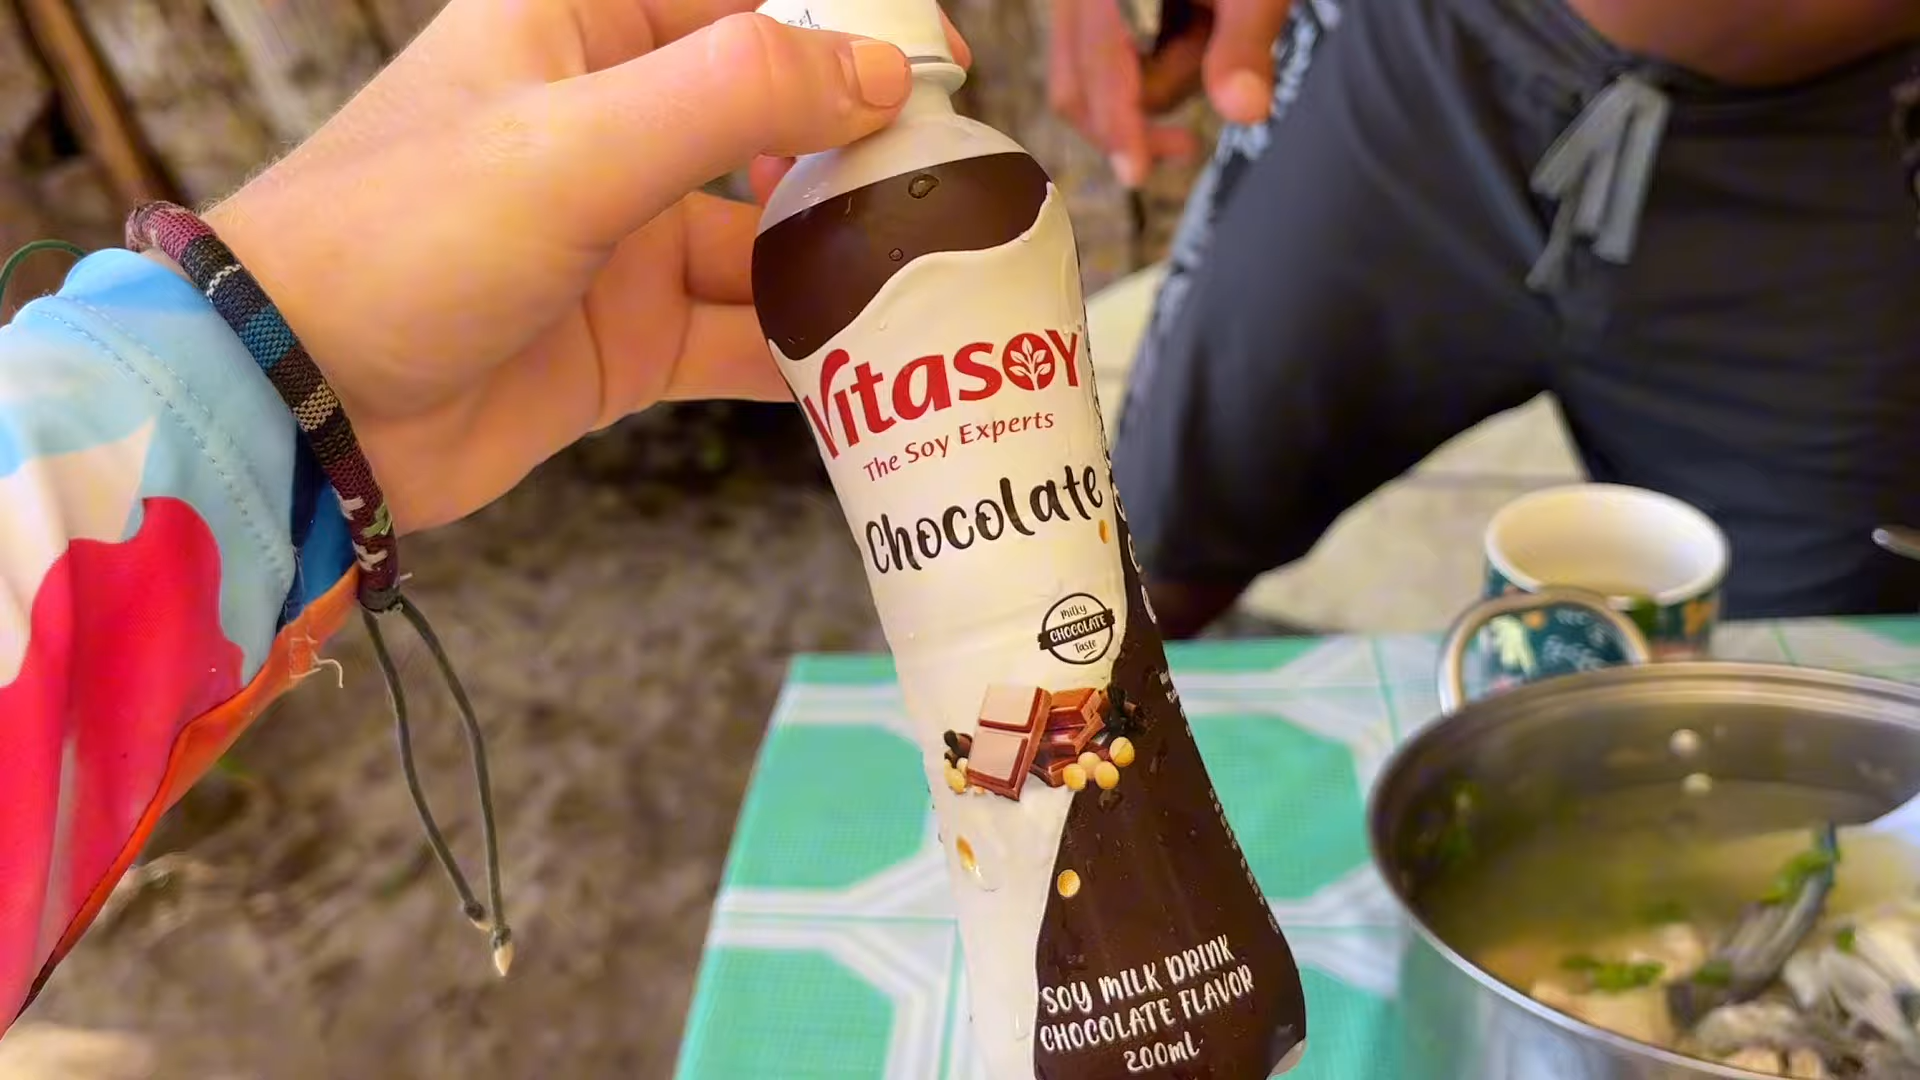 Vitasoy
The Soy Experts
Chocolate
Milky
CHOCOLATE
Taste
SOY MILK DRINK
CHOCOLATE FLAVOR
200ml